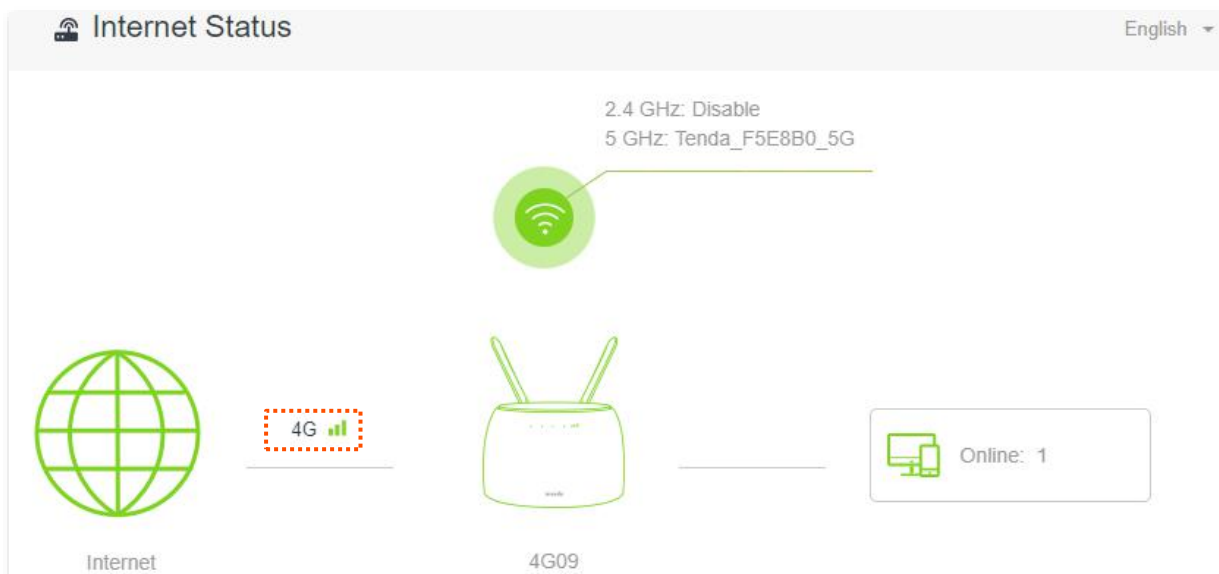 Internet Status
English
2.4 GHz: Disable
5 GHz: Tenda_F5E8B0_5G
4G
Online: 1
Internet
4G09